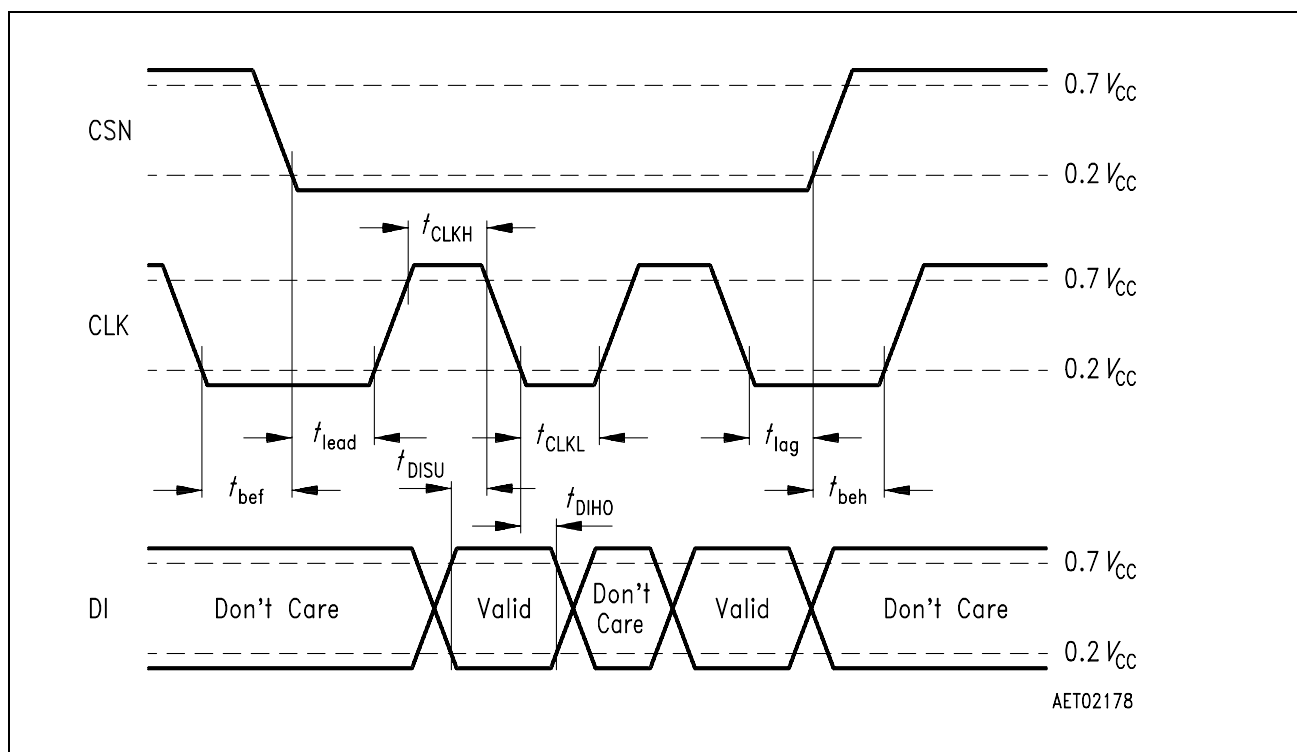 0.7 VCC
CSN
0.2 VCC
tCLKH
0.7 VCC
CLK
0.2 VCC
tlead
tCLKL
tlag
tDISU
tbef
tbeh
tDIHO
0.7 VCC
DI
Don't Care
Valid
Don't
Care
Valid
Don't Care
0.2 VCC
AET02178